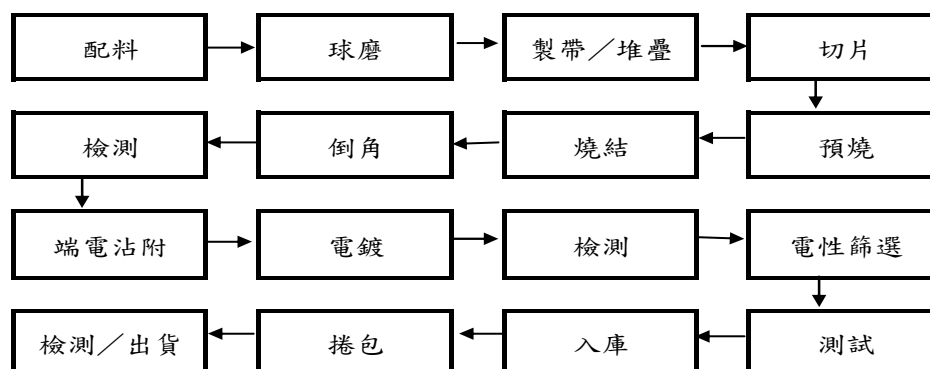 配料 球磨 製帶／堆疊 切片
檢測 倒角 燒結 預燒
端電沾附 電鍍 檢測 電性篩選
檢測／出貨 捲包 入庫 測試